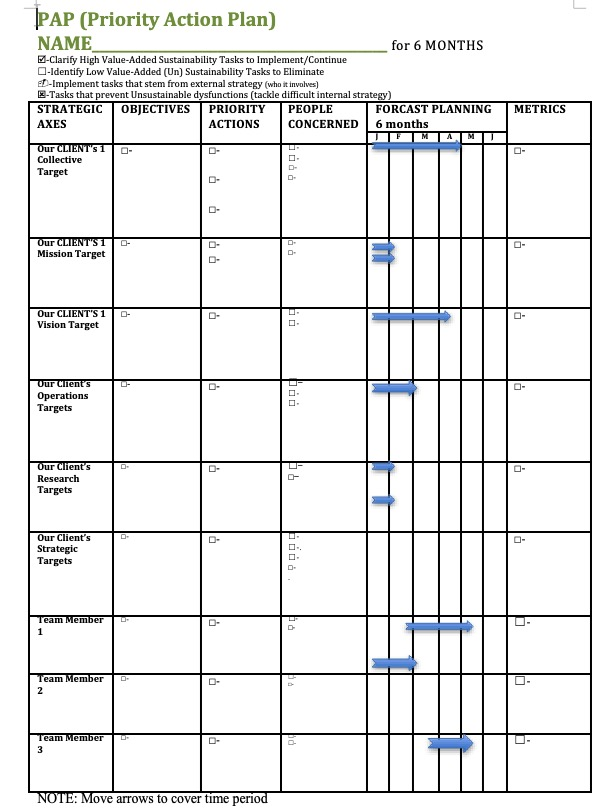 PAP (Priority Action Plan)
NAME________________________________ for 6 MONTHS
☑-Clarify High Value-Added Sustainability Tasks to Implement/Continue
☐-Identify Low Value-Added (Un) Sustainability Tasks to Eliminate
-Implement tasks that stem from external strategy (who it involves)
☒-Tasks that prevent Unsustainable dysfunctions (tackle difficult internal strategy)
STRATEGIC AXES OBJECTIVES PRIORITY ACTIONS PEOPLE CONCERNED FORCAST PLANNING 6 months METRICS
J F M A M J
Our CLIENT'S 1
Collective
Target
☐- ☐- ☐- ☐- ☐- ☐- ☐- ☐- ☐-
Our CLIENT'S 1
Mission Target
☐- ☐- ☐- ☐- ☐- ☐-
Our CLIENT'S 1
Vision Target
☐- ☐- ☐- ☐- ☐-
Our Client's
Operations
Targets
☐- ☐- ☐- ☐- ☐- ☐-
Our Client's
Research
Targets
☐- ☐- ☐- ☐- ☐-
Our Client's
Strategic
Targets
☐- ☐- ☐- ☐-. ☐- ☐- ☐-
Team Member
1
☐- ☐- ☐- ☐- ☐-
Team Member
2
☐- ☐- ☐- ☐- ☐-
Team Member
3
☐- ☐- ☐- ☐- ☐-
NOTE: Move arrows to cover time period